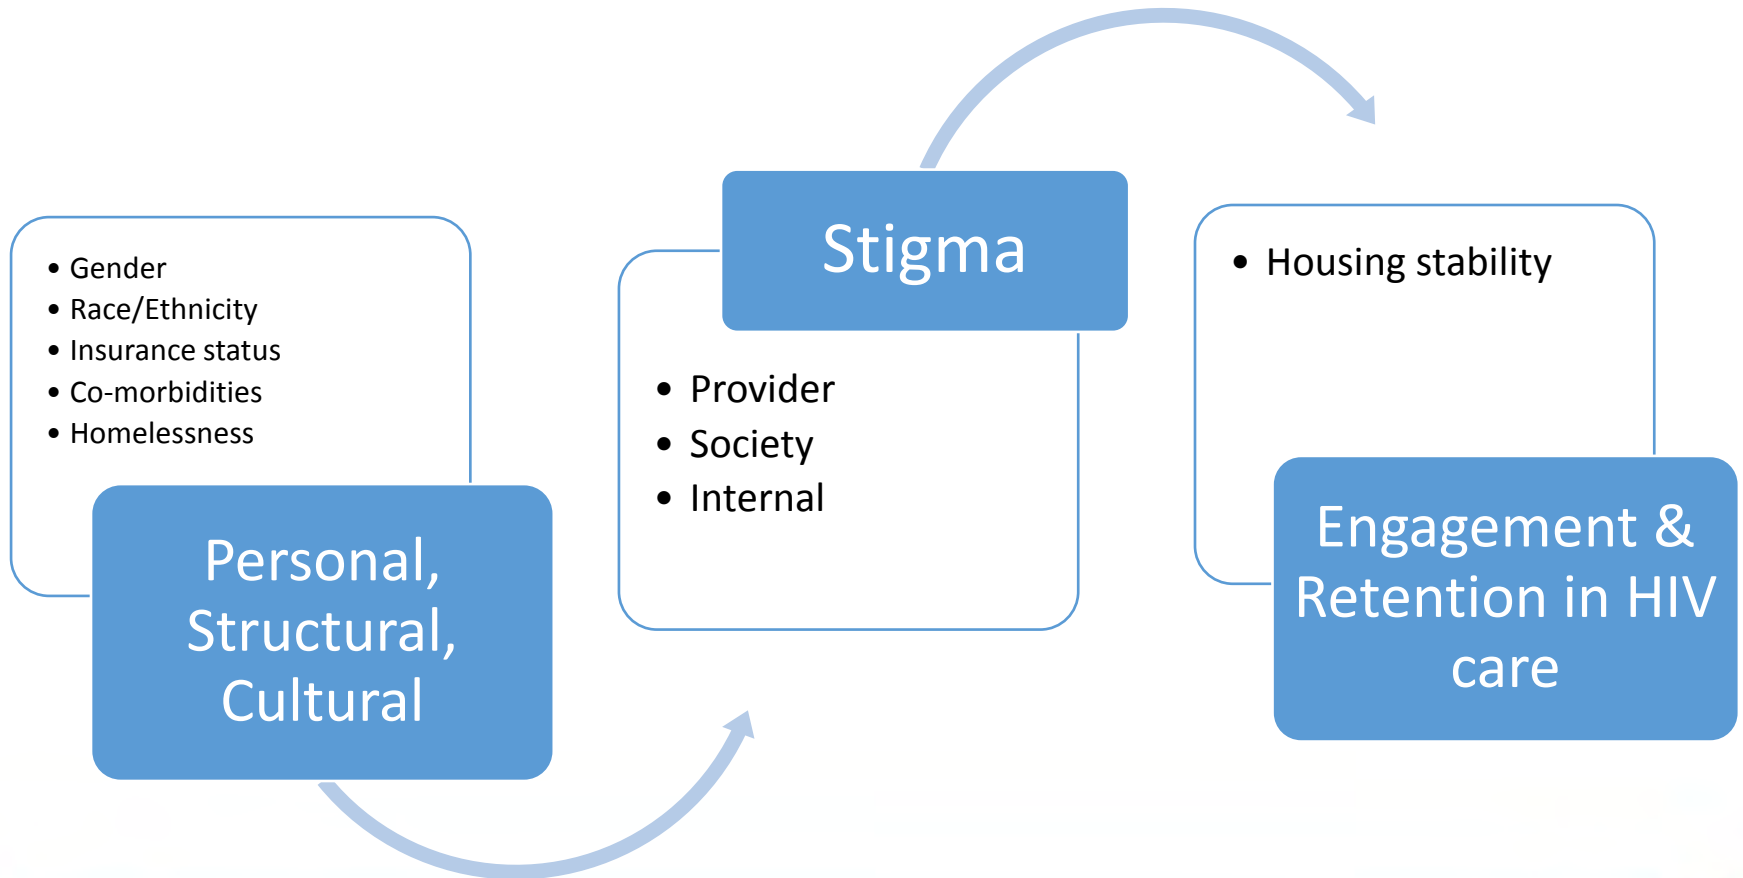 • Gender
• Race/Ethnicity
• Insurance status
• Co-morbidities
• Homelessness
Personal,
Structural,
Cultural
Stigma
• Provider
• Society
• Internal
• Housing stability
Engagement &
Retention in HIV
care